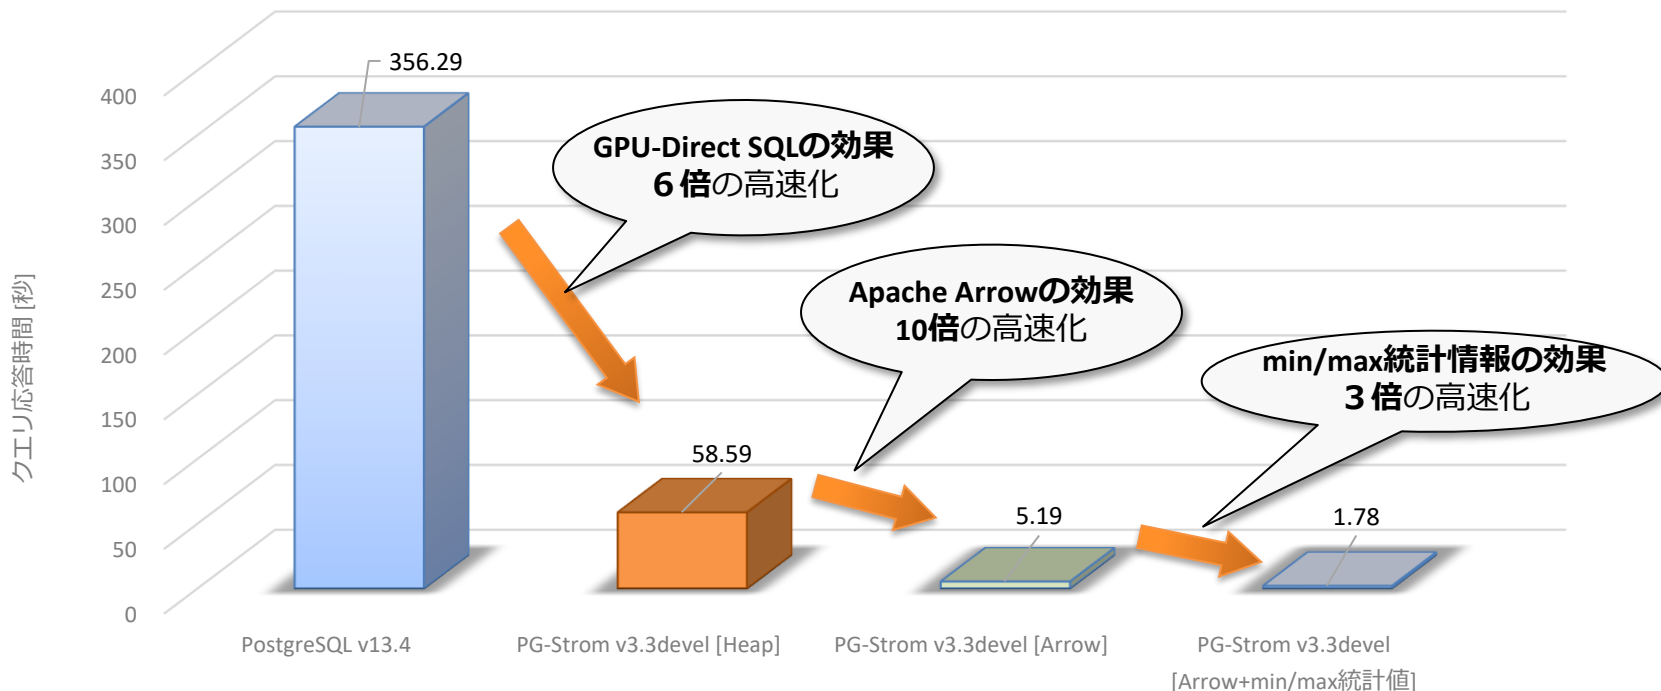 356.29
400
350
300
250
200
150
100
50
0
クエリ応答時間 [秒]
GPU-Direct SQLの効果
６倍の高速化
Apache Arrowの効果
10倍の高速化
min/max統計情報の効果
３倍の高速化
58.59
5.19
1.78
PostgreSQL v13.4
PG-Strom v3.3devel [Heap]
PG-Strom v3.3devel [Arrow]
PG-Strom v3.3devel
[Arrow+min/max統計値]